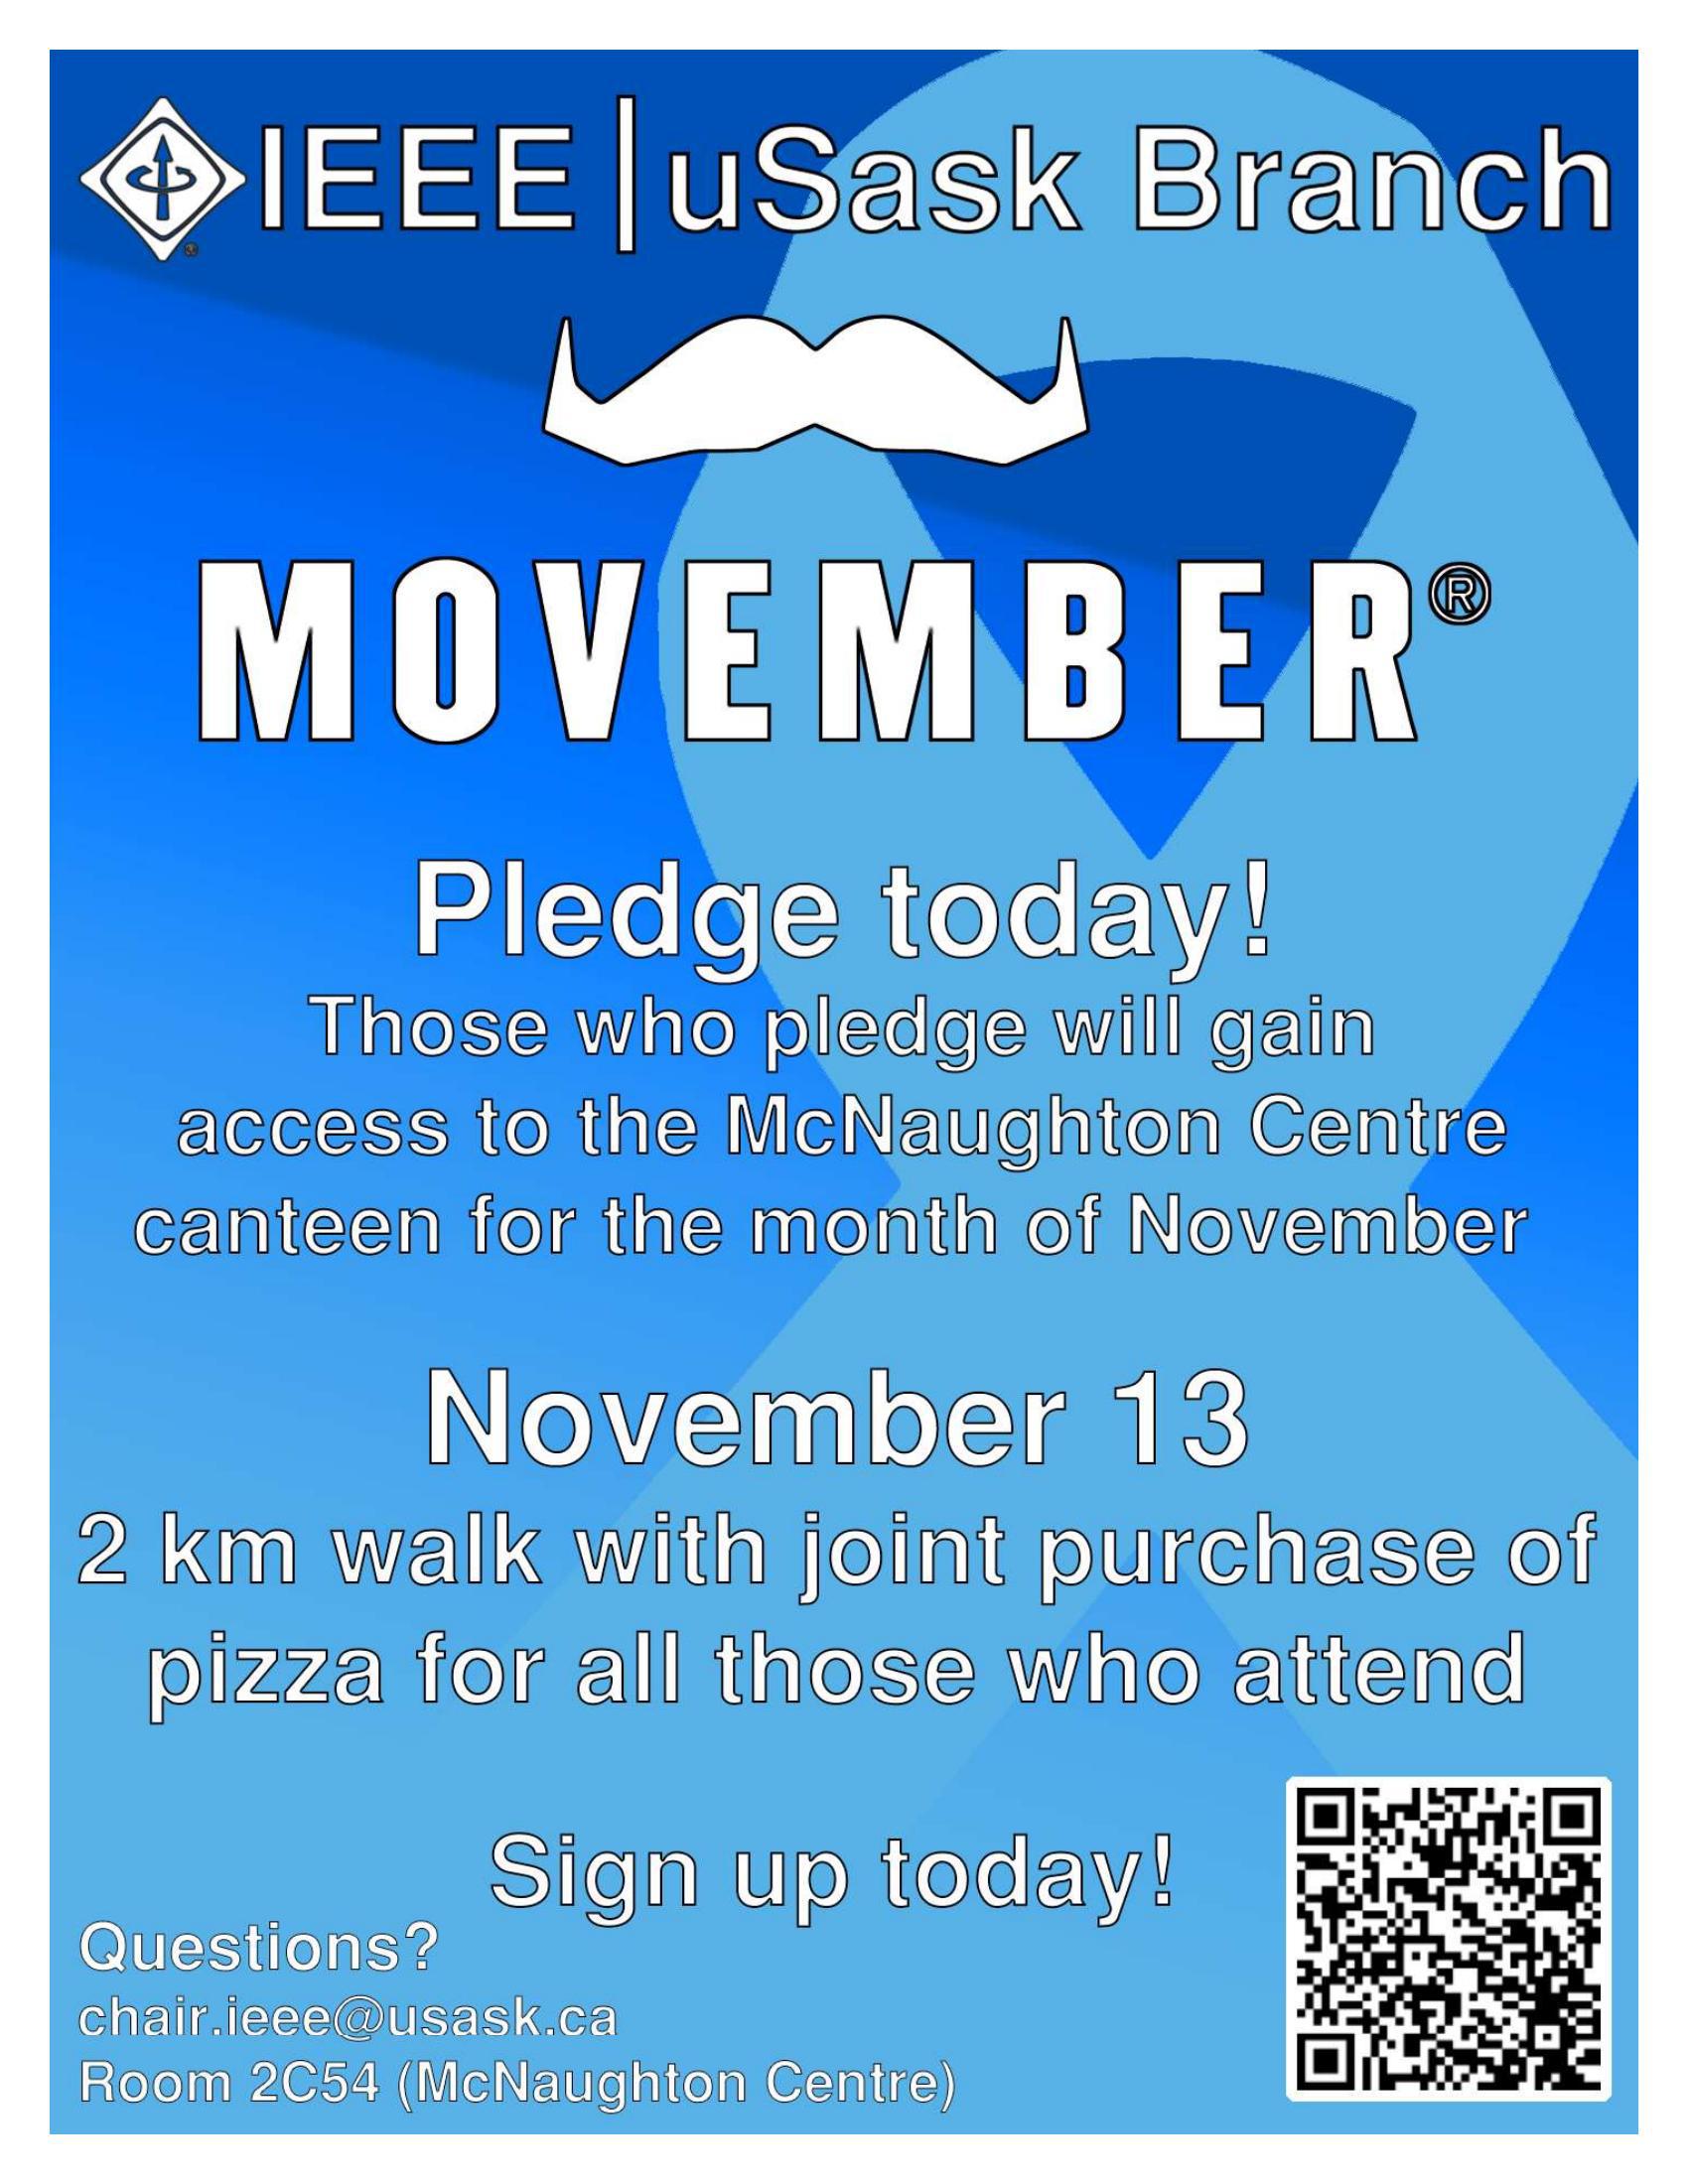 IEEE | uSask Branch
MOVEMBER®
Pledge today!
Those who pledge will gain
access to the McNaughton Centre
canteen for the month of November
November 13
2 km walk with joint purchase of
pizza for all those who attend
Sign up today!
Questions?
chair.ieee@usask.ca
Room 2C54 (McNaughton Centre)